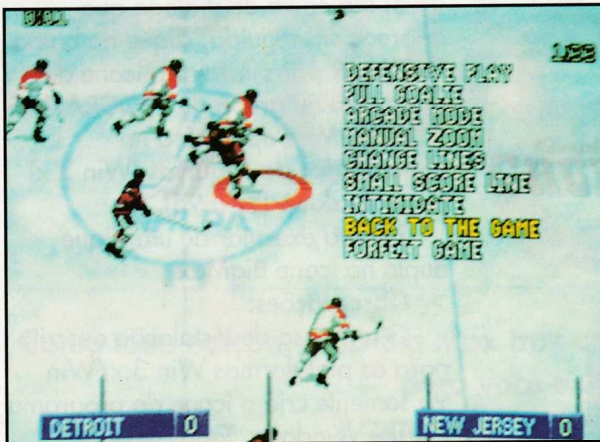 DEFENSIVE PLAY
PULL GOALIE
ARCADE MODE
MANUAL ZOOM
CHANGE LINES
SMALL SCORE LINE
INTIMIDATE
BACK TO THE GAME
FORFEIT GAME
DETROIT 0
NEW JERSEY 0